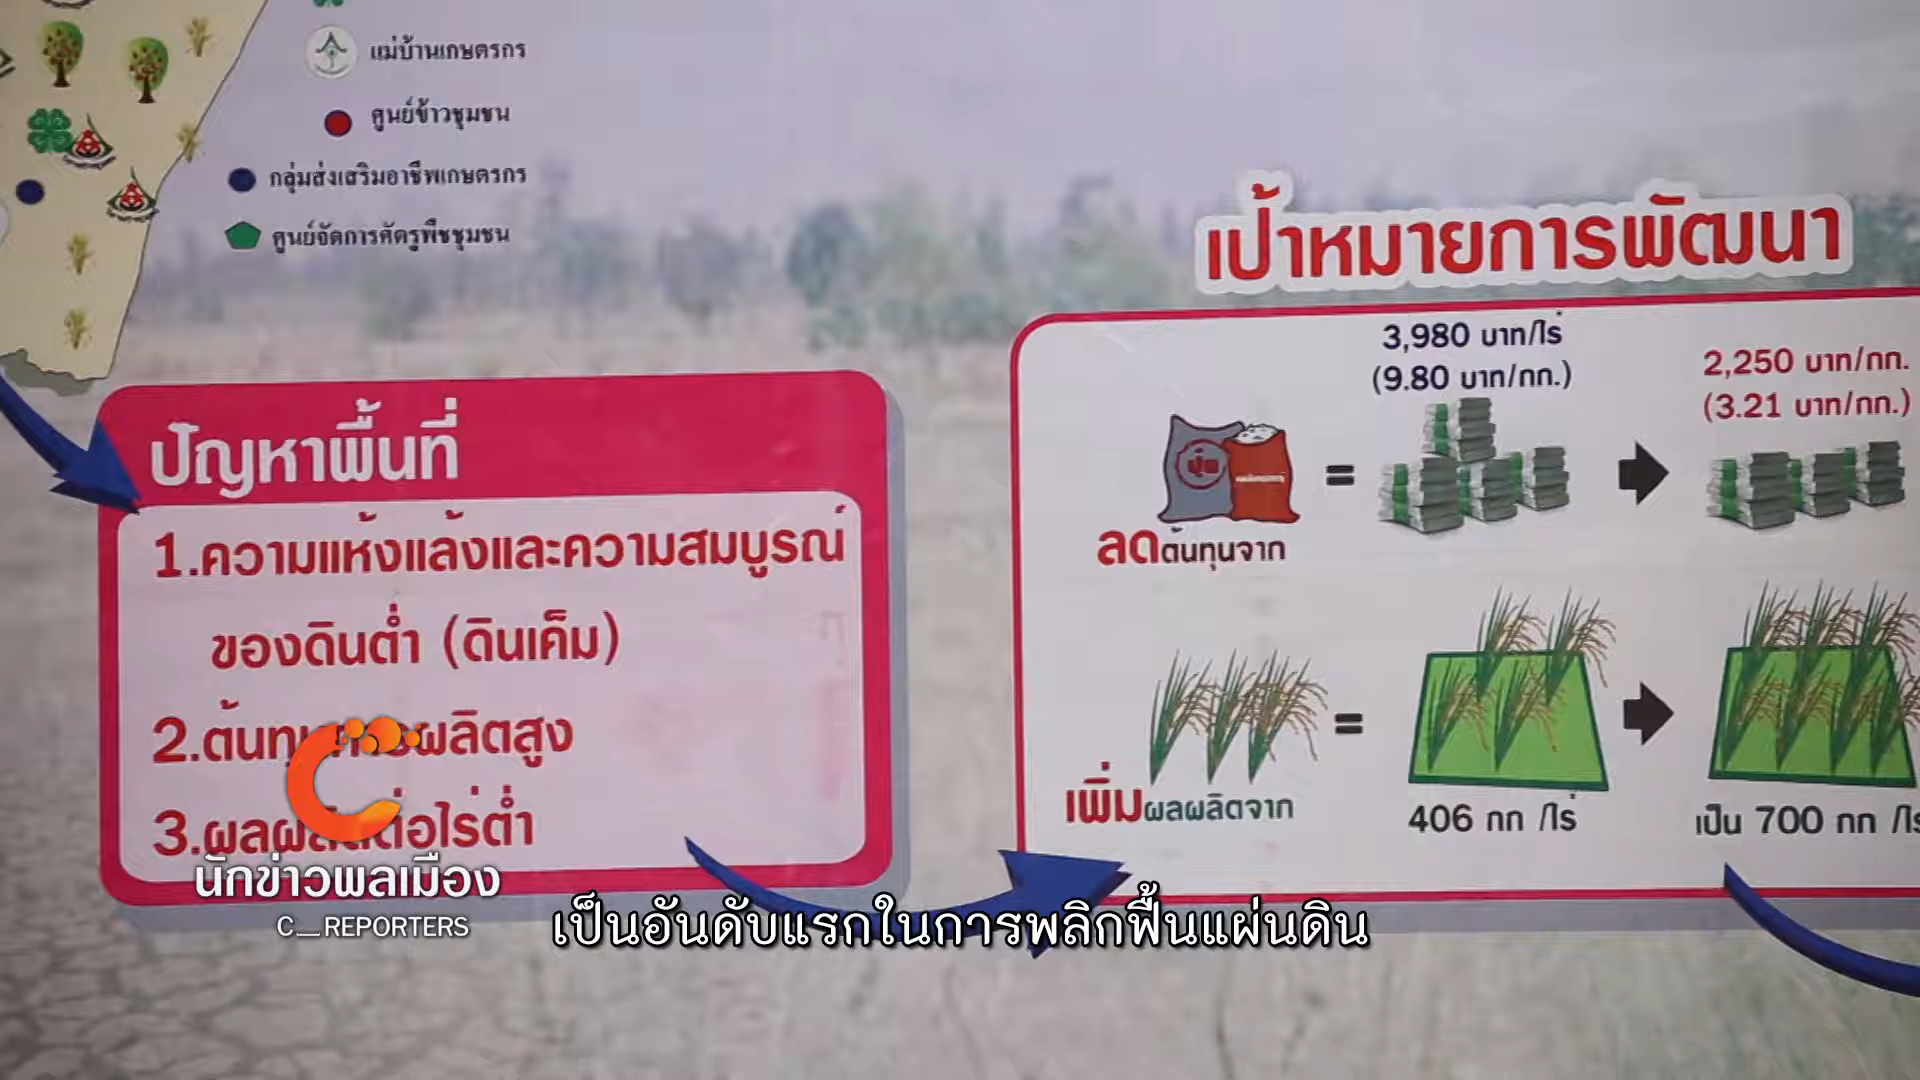 แม่บ้านเกษตรกร
ศูนย์ข้าวชุมชน
กลุ่มส่งเสริมอาชีพเกษตรกร
ศูนย์จัดการศัตรูพืชชุมชน
ปัญหาพื้นที่
1.ความแห้งแล้งและความสมบูรณ์
ของดินต่ำ (ดินเค็ม)
2.ต้นทุนการผลิตสูง
3.ผลผลิตต่อไร่ต่ำ
เป้าหมายการพัฒนา
3,980 บาท/ไร่
(9.80 บาท/กก.)
2,250 บาท/กก.
(3.21 บาท/กก.)
ปุ๋ย
=
ลดต้นทุนจาก
=
เพิ่มผลผลิตจาก
406 กก /ไร่
เป็น 700 กก /ไร่
นักข่าวพลเมือง
C_REPORTERS
เป็นอันดับแรกในการพลิกฟื้นแผ่นดิน